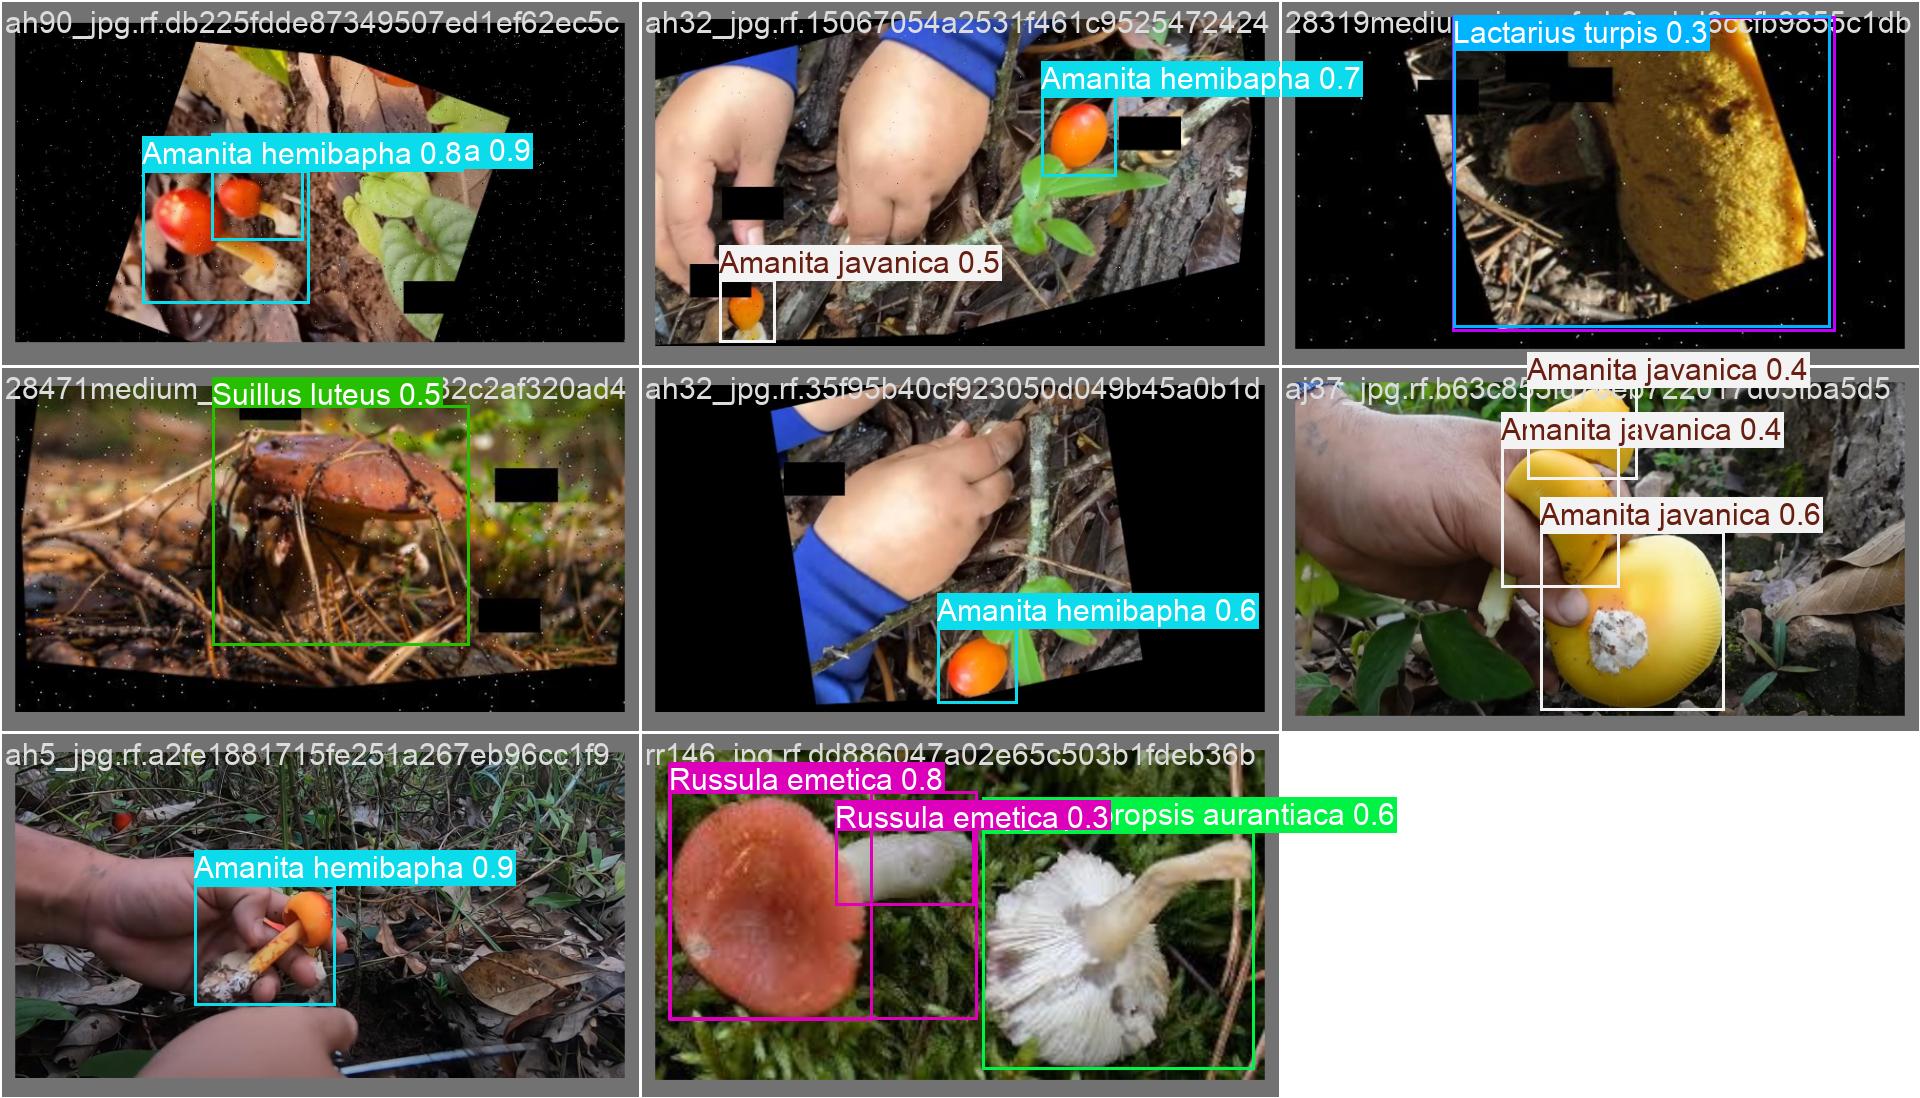 ah90_jpg.rf.db225fdde87349507ed1ef62ec5c
Amanita hemibapha 0.8
a 0.9
ah32_jpg.rf.15067054a2531f461c9525472424
Amanita hemibapha 0.7
Amanita javanica 0.5
Lactarius turpis 0.3
28471medium_
32c2af320ad4
Suillus luteus 0.5
ah32_jpg.rf.35f95b40cf923050d049b45a0b1d
Amanita hemibapha 0.6
Amanita javanica 0.4
Amanita javanica 0.4
Amanita javanica 0.6
ah5_jpg.rf.a2fe1881715fe251a267eb96cc1f9
Amanita hemibapha 0.9
rr146_jpg.rf.dd886047a02e65c503b1fdeb36b
Russula emetica 0.8
Russula emetica 0.3
ropsis aurantiaca 0.6